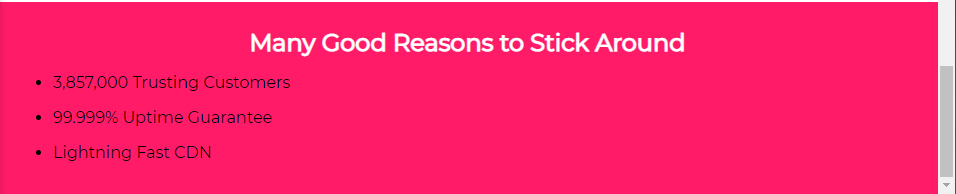 Many Good Reasons to Stick Around
3,857,000 Trusting Customers
99.999% Uptime Guarantee
Lightning Fast CDN